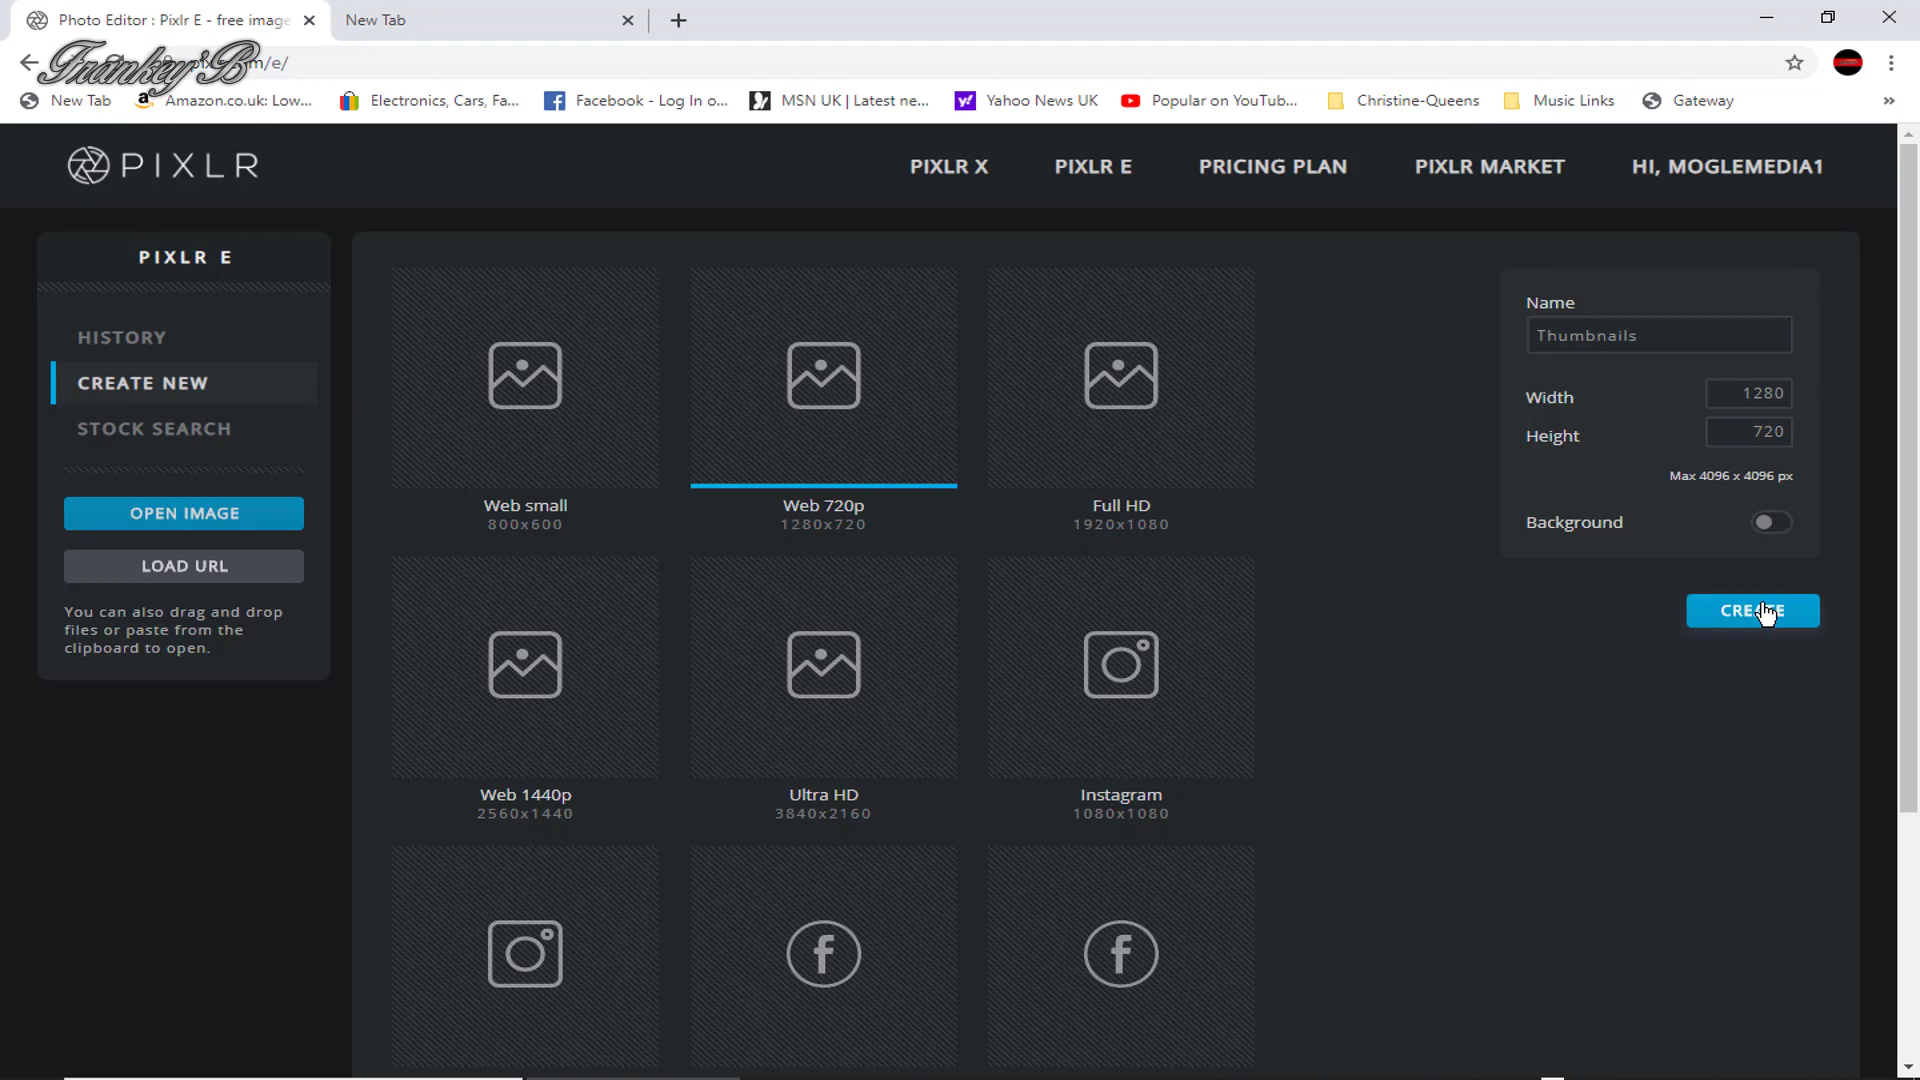 Photo Editor : Pixlr E - free image
New Tab
Frankey'B
m/e/
New Tab
Amazon.co.uk: Low...
Electronics, Cars, Fa...
Facebook - Log In o...
MSN UK | Latest ne...
Yahoo News UK
Popular on YouTub...
Christine-Queens
Music Links
Gateway
PIXLR
PIXLR X
PIXLR E
PRICING PLAN
PIXLR MARKET
HI, MOGLEMEDIA1
PIXLR E
HISTORY
CREATE NEW
STOCK SEARCH
OPEN IMAGE
LOAD URL
You can also drag and drop
files or paste from the
clipboard to open.
Web small
800x600
Web 720p
1280x720
Full HD
1920x1080
Web 1440p
2560x1440
Ultra HD
3840x2160
Instagram
1080x1080
Name
Thumbnails
Width
1280
Height
720
Max 4096 x 4096 px
Background
CREATE